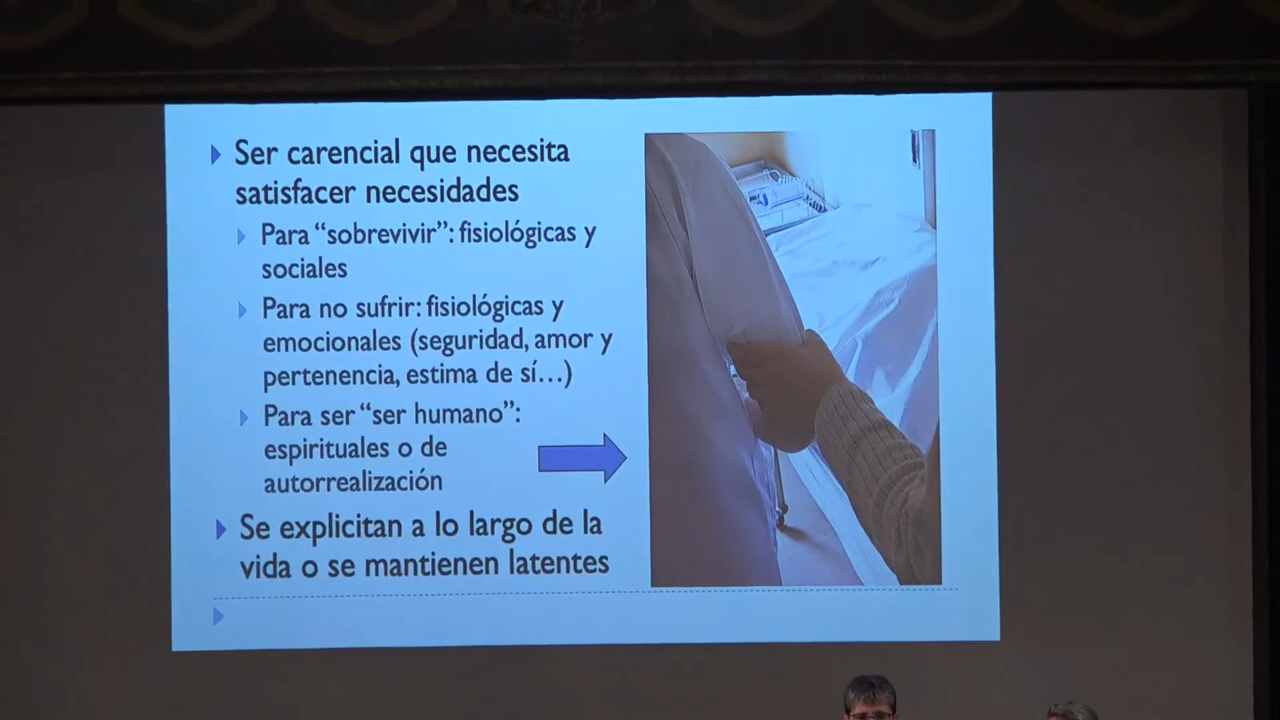 Ser carencial que necesita
satisfacer necesidades
Para “sobrevivir”: fisiológicas y
sociales
Para no sufrir: fisiológicas y
emocionales (seguridad, amor y
pertenencia, estima de sí…)
Para ser “ser humano”:
espirituales o de
autorrealización
Se explicitan a lo largo de la
vida o se mantienen latentes